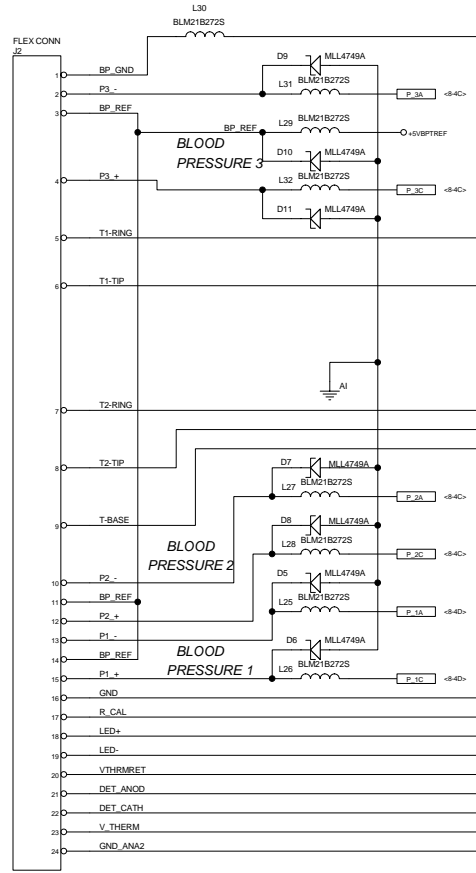 L30
BLM21B272S
FLEX CONN
J2
D9 MLL4749A
1 BP_GND
L31 BLM21B272S
2 P3_- P_3A <8-4C>
3 BP_REF
L29 BLM21B272S
BP_REF +5VBPTREF
BLOOD
PRESSURE 3
D10 MLL4749A
L32 BLM21B272S
4 P3_+ P_3C <8-4C>
D11 MLL4749A
5 T1-RING
6 T1-TIP
AI
7 T2-RING
8 T2-TIP
D7 MLL4749A
L27 BLM21B272S
P_2A <8-4C>
9 T-BASE
D8 MLL4749A
BLOOD
PRESSURE 2
L28 BLM21B272S
P_2C <8-4C>
10 P2_-
D5 MLL4749A
11 BP_REF
L25 BLM21B272S
P_1A <8-4D>
12 P2_+
13 P1_-
D6 MLL4749A
BLOOD
PRESSURE 1
14 BP_REF
L26 BLM21B272S
15 P1_+ P_1C <8-4D>
16 GND
17 R_CAL
18 LED+
19 LED-
20 VTHRMRET
21 DET_ANOD
22 DET_CATH
23 V_THERM
24 GND_ANA2